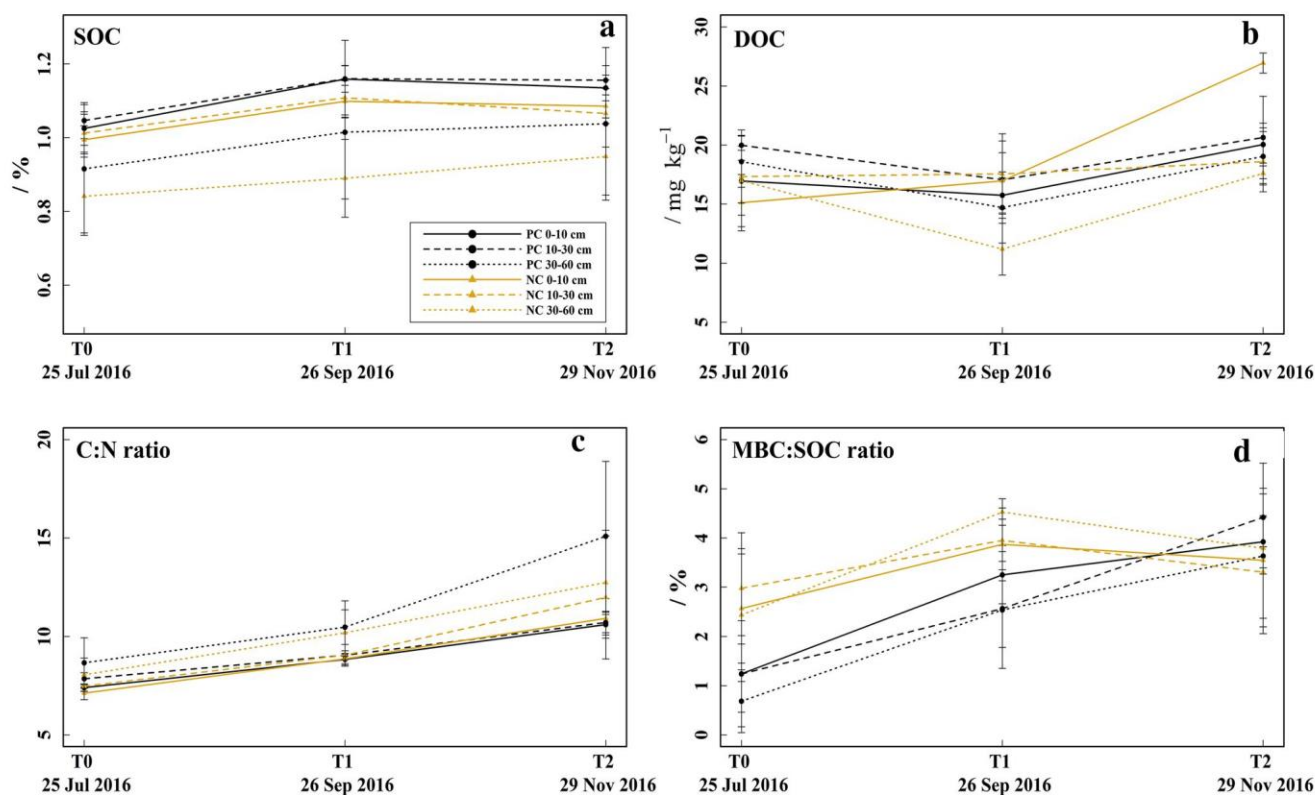 SOC
a
/ %
1.2
1.0
0.8
0.6
PC 0-10 cm
PC 10-30 cm
PC 30-60 cm
NC 0-10 cm
NC 10-30 cm
NC 30-60 cm
T0 T1 T2
25 Jul 2016 26 Sep 2016 29 Nov 2016
DOC
b
/ mg kg⁻¹
30
25
20
15
10
5
T0 T1 T2
25 Jul 2016 26 Sep 2016 29 Nov 2016
C:N ratio
c
20
15
10
5
T0 T1 T2
25 Jul 2016 26 Sep 2016 29 Nov 2016
MBC:SOC ratio
d
/ %
6
5
4
3
2
1
0
T0 T1 T2
25 Jul 2016 26 Sep 2016 29 Nov 2016